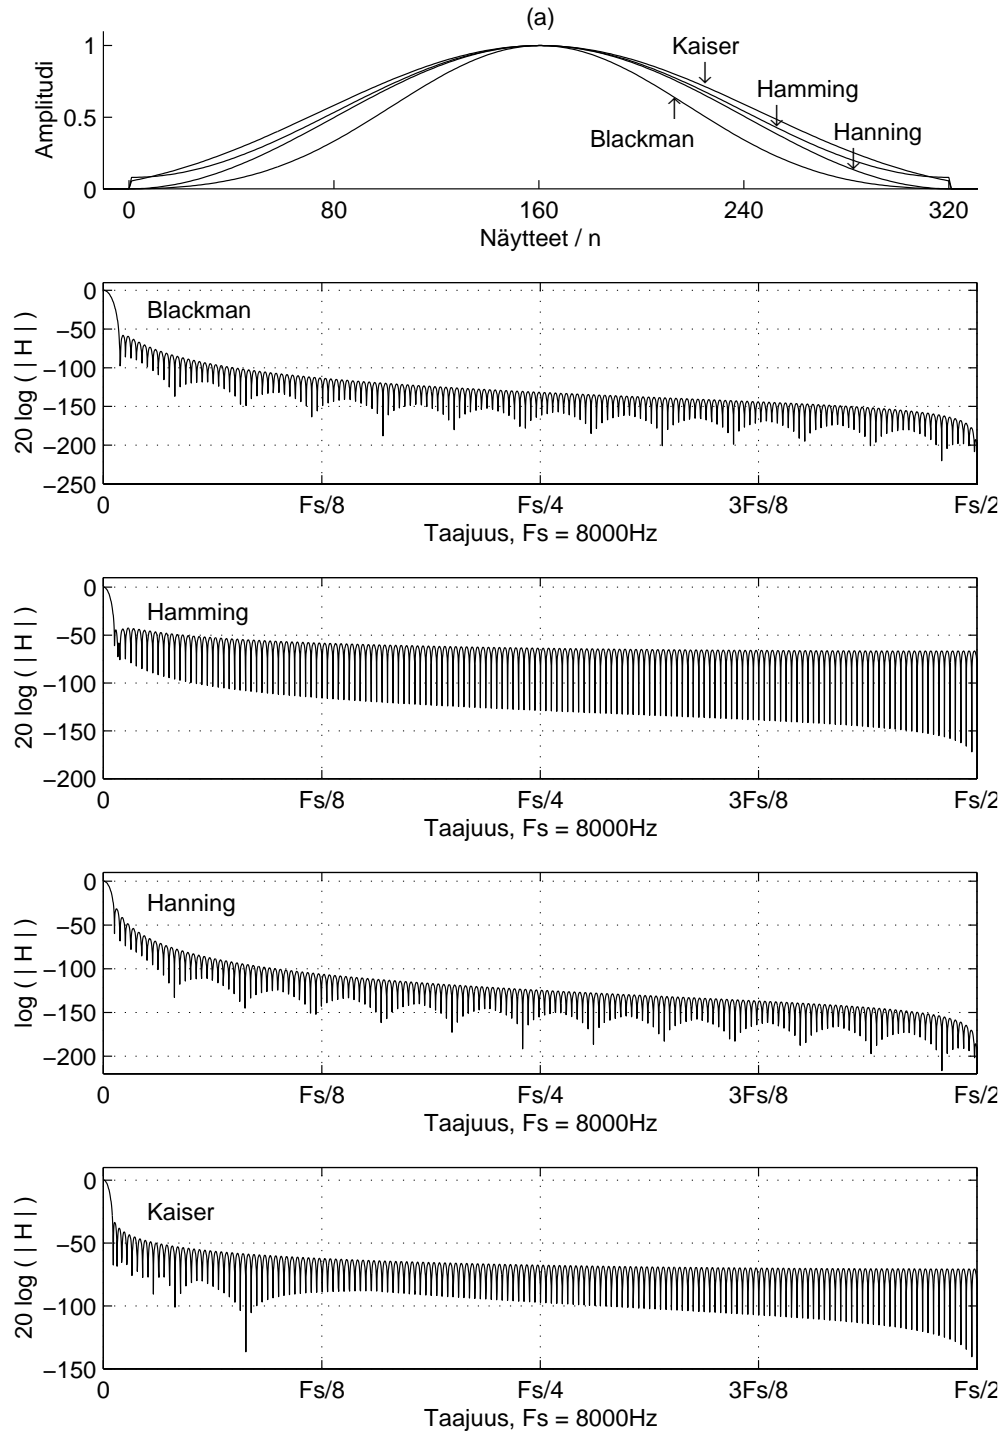 (a)
Amplitudi
1
0.5
0
Kaiser
Hamming
Blackman
Hanning
0 80 160 240 320
Näytteet / n
20 log ( | H | )
0
−50
−100
−150
−200
−250
Blackman
0 Fs/8 Fs/4 3Fs/8 Fs/2
Taajuus, Fs = 8000Hz
20 log ( | H | )
0
−50
−100
−150
−200
Hamming
0 Fs/8 Fs/4 3Fs/8 Fs/2
Taajuus, Fs = 8000Hz
log ( | H | )
0
−50
−100
−150
−200
Hanning
0 Fs/8 Fs/4 3Fs/8 Fs/2
Taajuus, Fs = 8000Hz
20 log ( | H | )
0
−50
−100
−150
Kaiser
0 Fs/8 Fs/4 3Fs/8 Fs/2
Taajuus, Fs = 8000Hz